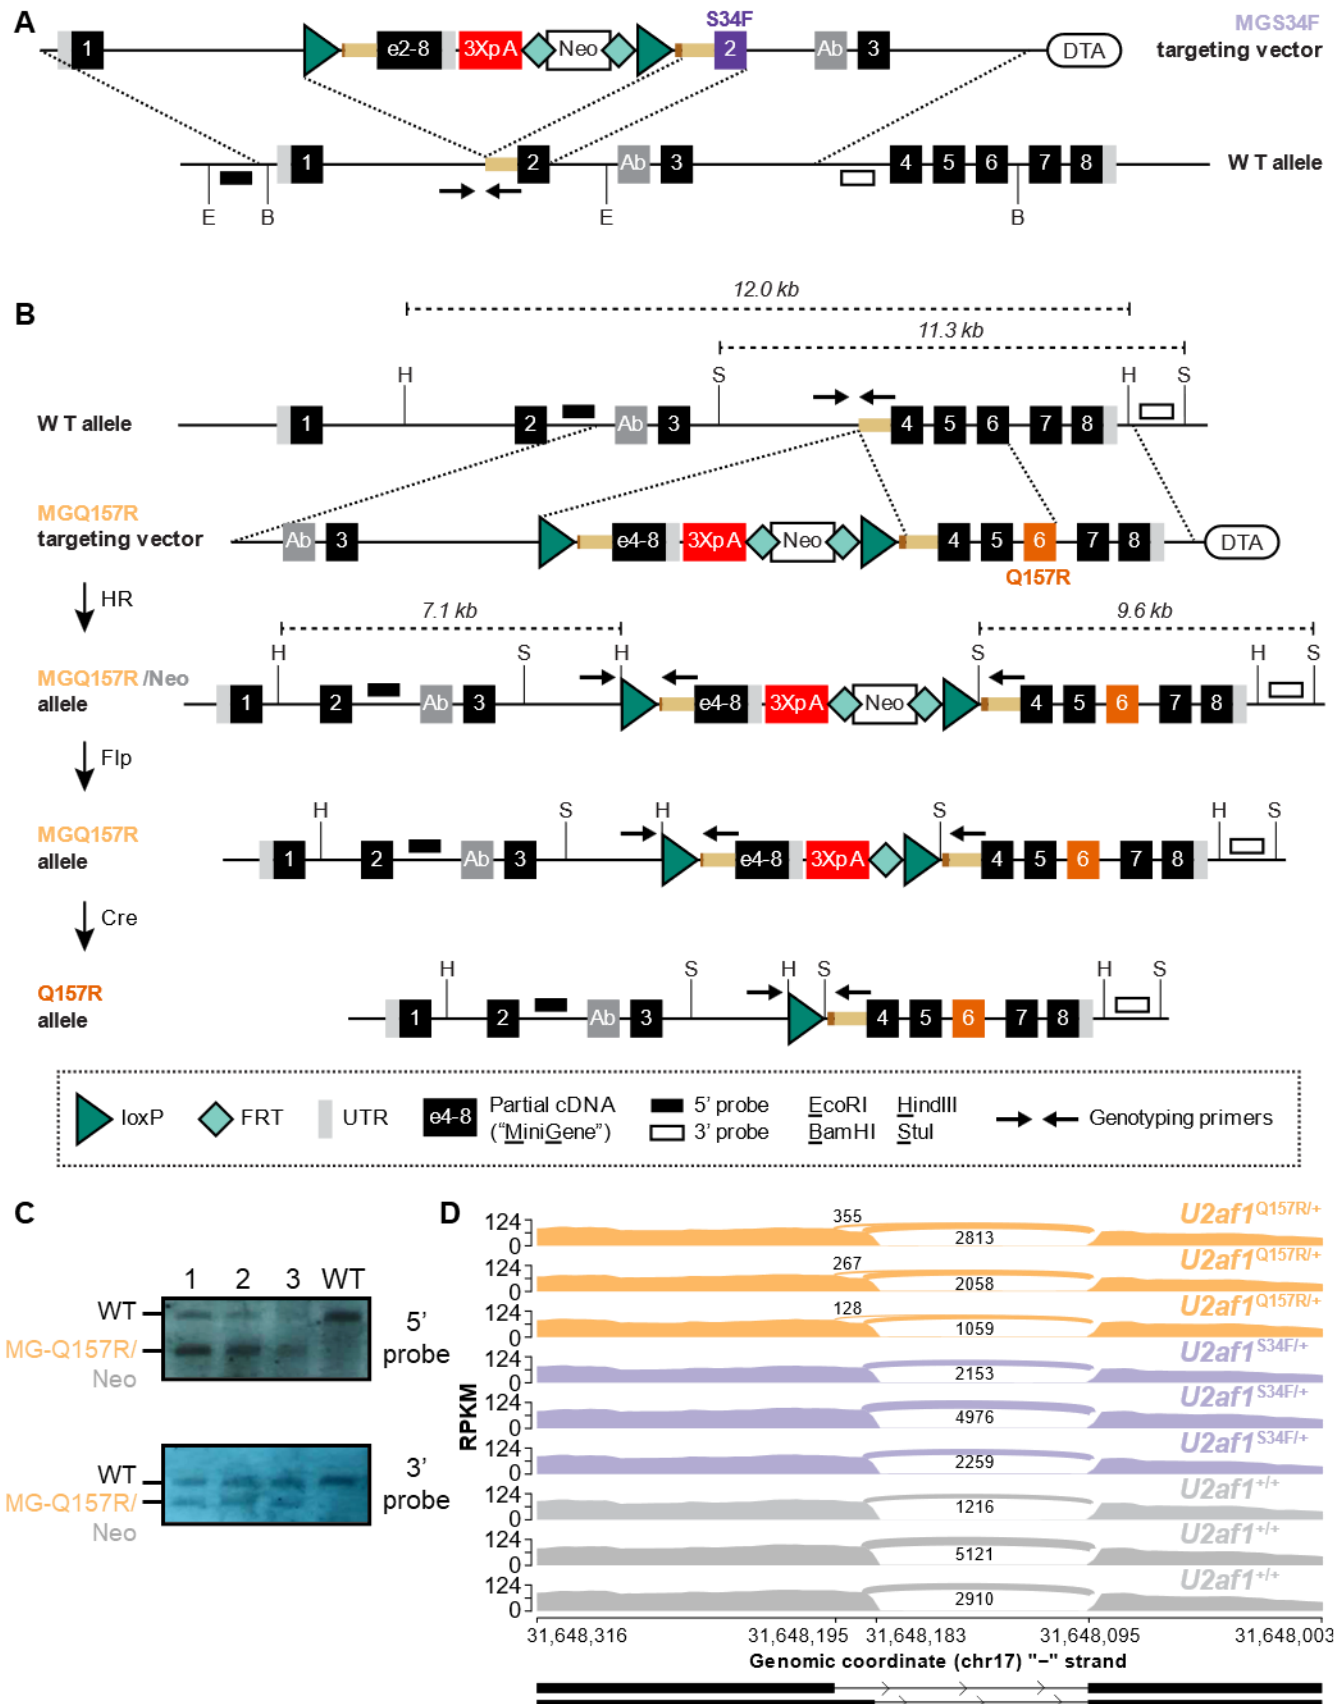 A
S34F
MGS34F
targeting vector
1 e2-8 3XpA Neo 2 Ab 3 DTA
1 2 Ab 3 4 5 6 7 8
WT allele
E B E B
B
12.0 kb
11.3 kb
H S H S
WT allele
1 2 Ab 3 4 5 6 7 8
MGQ157R
targeting vector
Ab 3 e4-8 3XpA Neo 4 5 6 7 8 DTA
Q157R
HR
7.1 kb
9.6 kb
H S H S H S
MGQ157R/Neo
allele
1 2 Ab 3 e4-8 3XpA Neo 4 5 6 7 8
Flp
H S H S H S
MGQ157R
allele
1 2 Ab 3 e4-8 3XpA 4 5 6 7 8
Cre
H S H S H S
Q157R
allele
1 2 Ab 3 4 5 6 7 8
loxP FRT UTR e4-8 Partial cDNA ("MiniGene") 5' probe 3' probe EcoRI BamHI HindIII StuI Genotyping primers
C
1 2 3 WT
WT
MG-Q157R/
Neo
5'
probe
WT
MG-Q157R/
Neo
3'
probe
D
RPKM
124 0 355 2813 U2af1Q157R/+
124 0 267 2058 U2af1Q157R/+
124 0 128 1059 U2af1Q157R/+
124 0 2153 U2af1S34F/+
124 0 4976 U2af1S34F/+
124 0 2259 U2af1S34F/+
124 0 1216 U2af1+/+
124 0 5121 U2af1+/+
124 0 2910 U2af1+/+
31,648,316 31,648,195 31,648,183 31,648,095 31,648,003
Genomic coordinate (chr17) "−" strand